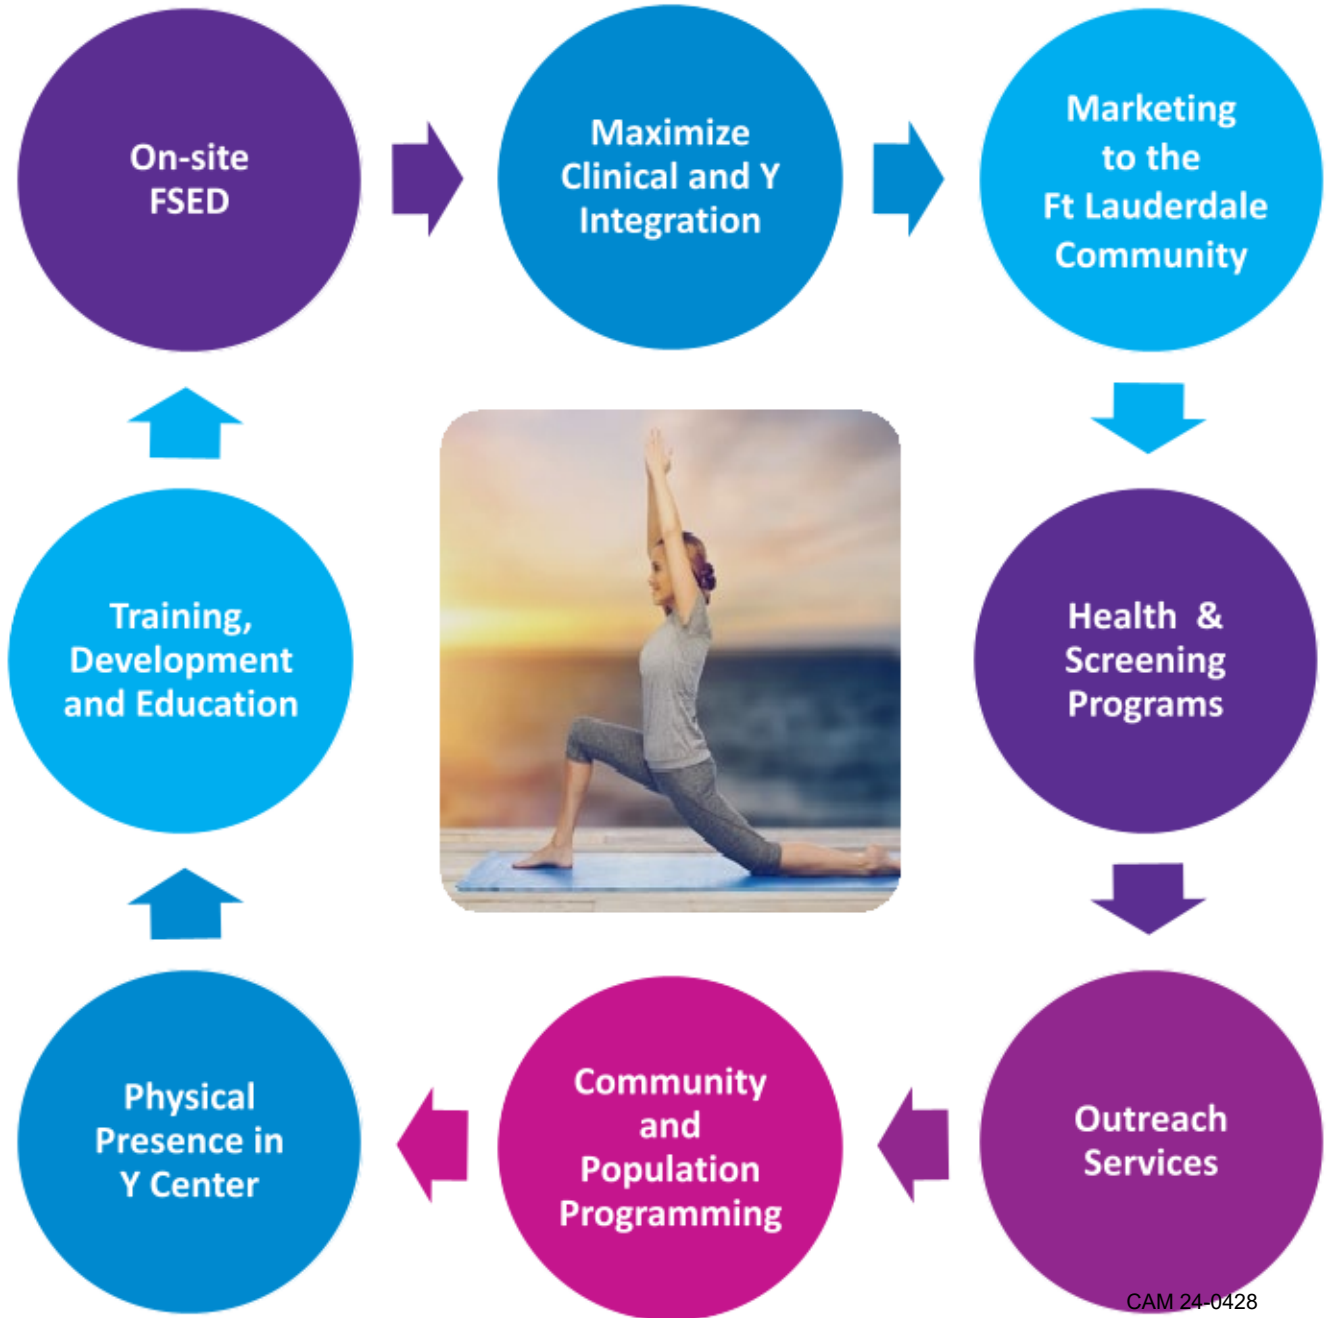 On-site
FSED
Maximize
Clinical and Y
Integration
Marketing
to the
Ft Lauderdale
Community
Health  &
Screening
Programs
Outreach
Services
Community
and
Population
Programming
Physical
Presence in
Y Center
Training,
Development
and Education
CAM 24-0428